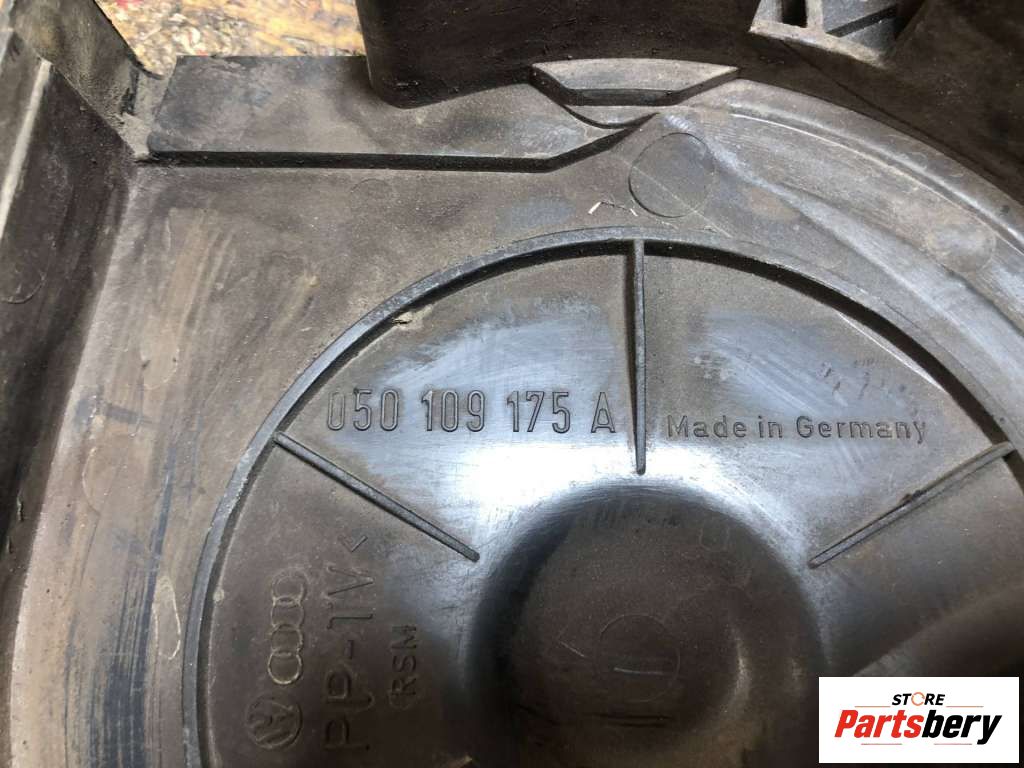 050 109 175 A
Made in Germany
PP-TV<
RSM
STORE
Partsbery